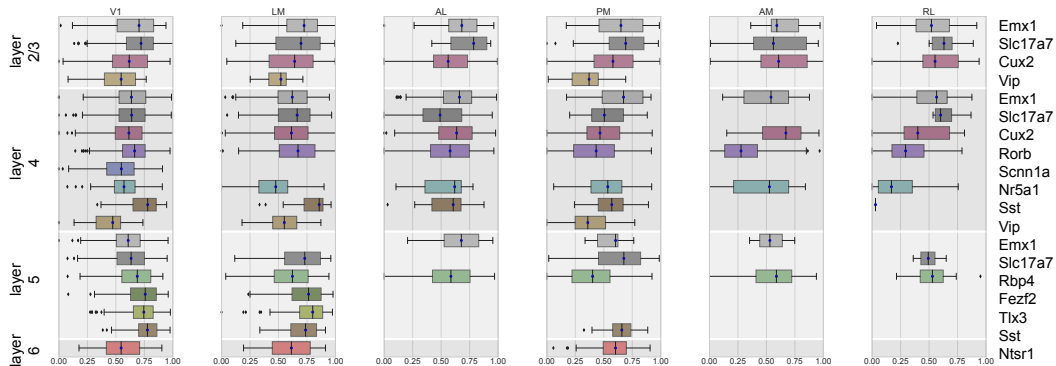 V1 LM AL PM AM RL
layer 2/3
Emx1
Slc17a7
Cux2
Vip
layer 4
Emx1
Slc17a7
Cux2
Rorb
Scnn1a
Nr5a1
Sst
Vip
layer 5
Emx1
Slc17a7
Rbp4
Fezf2
Tlx3
Sst
layer 6
Ntsr1
0.00 0.25 0.50 0.75 1.00 0.00 0.25 0.50 0.75 1.00 0.00 0.25 0.50 0.75 1.00 0.00 0.25 0.50 0.75 1.00 0.00 0.25 0.50 0.75 1.00 0.00 0.25 0.50 0.75 1.00